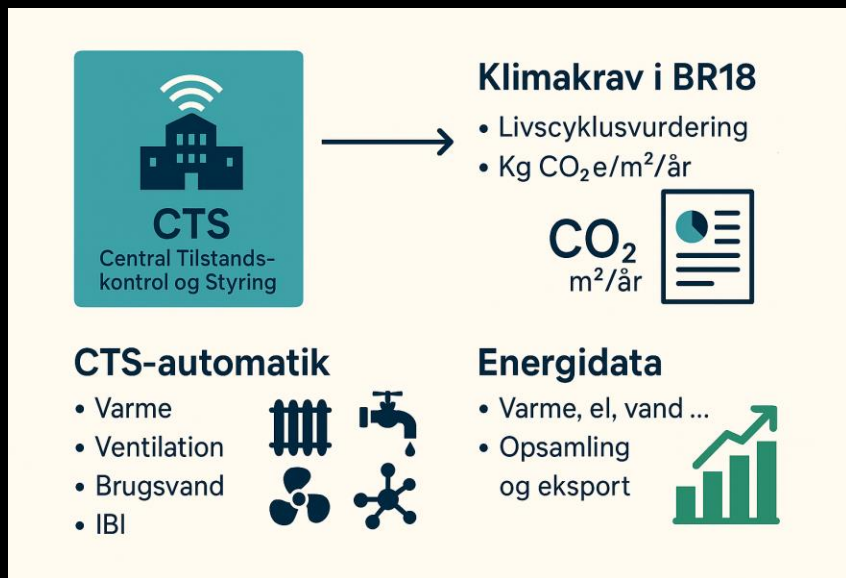 CTS
Central Tilstands-
kontrol og Styring
Klimakrav i BR18
• Livscyklusvurdering
• Kg CO₂e/m²/år
CO₂
m²/år
CTS-automatik
• Varme
• Ventilation
• Brugsvand
• IBI
Energidata
• Varme, el, vand ...
• Opsamling
og eksport